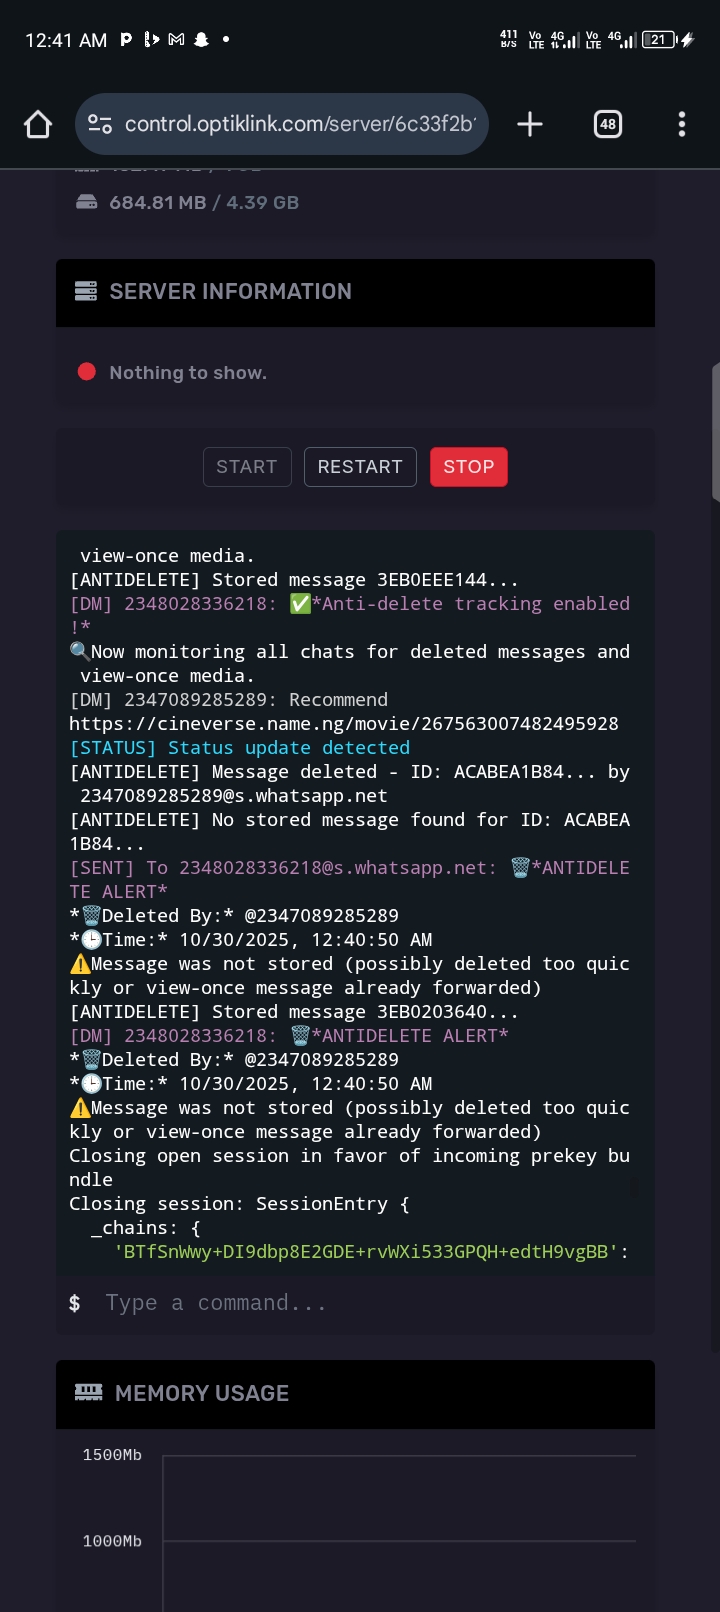 12:41 AM
411 B/S Vo LTE 4G Vo LTE 4G 21
control.optiklink.com/server/6c33f2b
48
684.81 MB / 4.39 GB
SERVER INFORMATION
Nothing to show.
START RESTART STOP
view-once media.
[ANTIDELETE] Stored message 3EB0EEE144...
[DM] 2348028336218: ✅*Anti-delete tracking enabled
!*
🔍Now monitoring all chats for deleted messages and
view-once media.
[DM] 2347089285289: Recommend
https://cineverse.name.ng/movie/267563007482495928
[STATUS] Status update detected
[ANTIDELETE] Message deleted - ID: ACABEA1B84... by
2347089285289@s.whatsapp.net
[ANTIDELETE] No stored message found for ID: ACABEA
1B84...
[SENT] To 2348028336218@s.whatsapp.net: 🗑️*ANTIDELE
TE ALERT*
*🗑️Deleted By:* @2347089285289
*🕒Time:* 10/30/2025, 12:40:50 AM
⚠️Message was not stored (possibly deleted too quic
kly or view-once message already forwarded)
[ANTIDELETE] Stored message 3EB0203640...
[DM] 2348028336218: 🗑️*ANTIDELETE ALERT*
*🗑️Deleted By:* @2347089285289
*🕒Time:* 10/30/2025, 12:40:50 AM
⚠️Message was not stored (possibly deleted too quic
kly or view-once message already forwarded)
Closing open session in favor of incoming prekey bu
ndle
Closing session: SessionEntry {
_chains: {
'BTfSnWwy+DI9dbp8E2GDE+rvWXi533GPQH+edtH9vgBB':
$ Type a command...
MEMORY USAGE
1500Mb
1000Mb